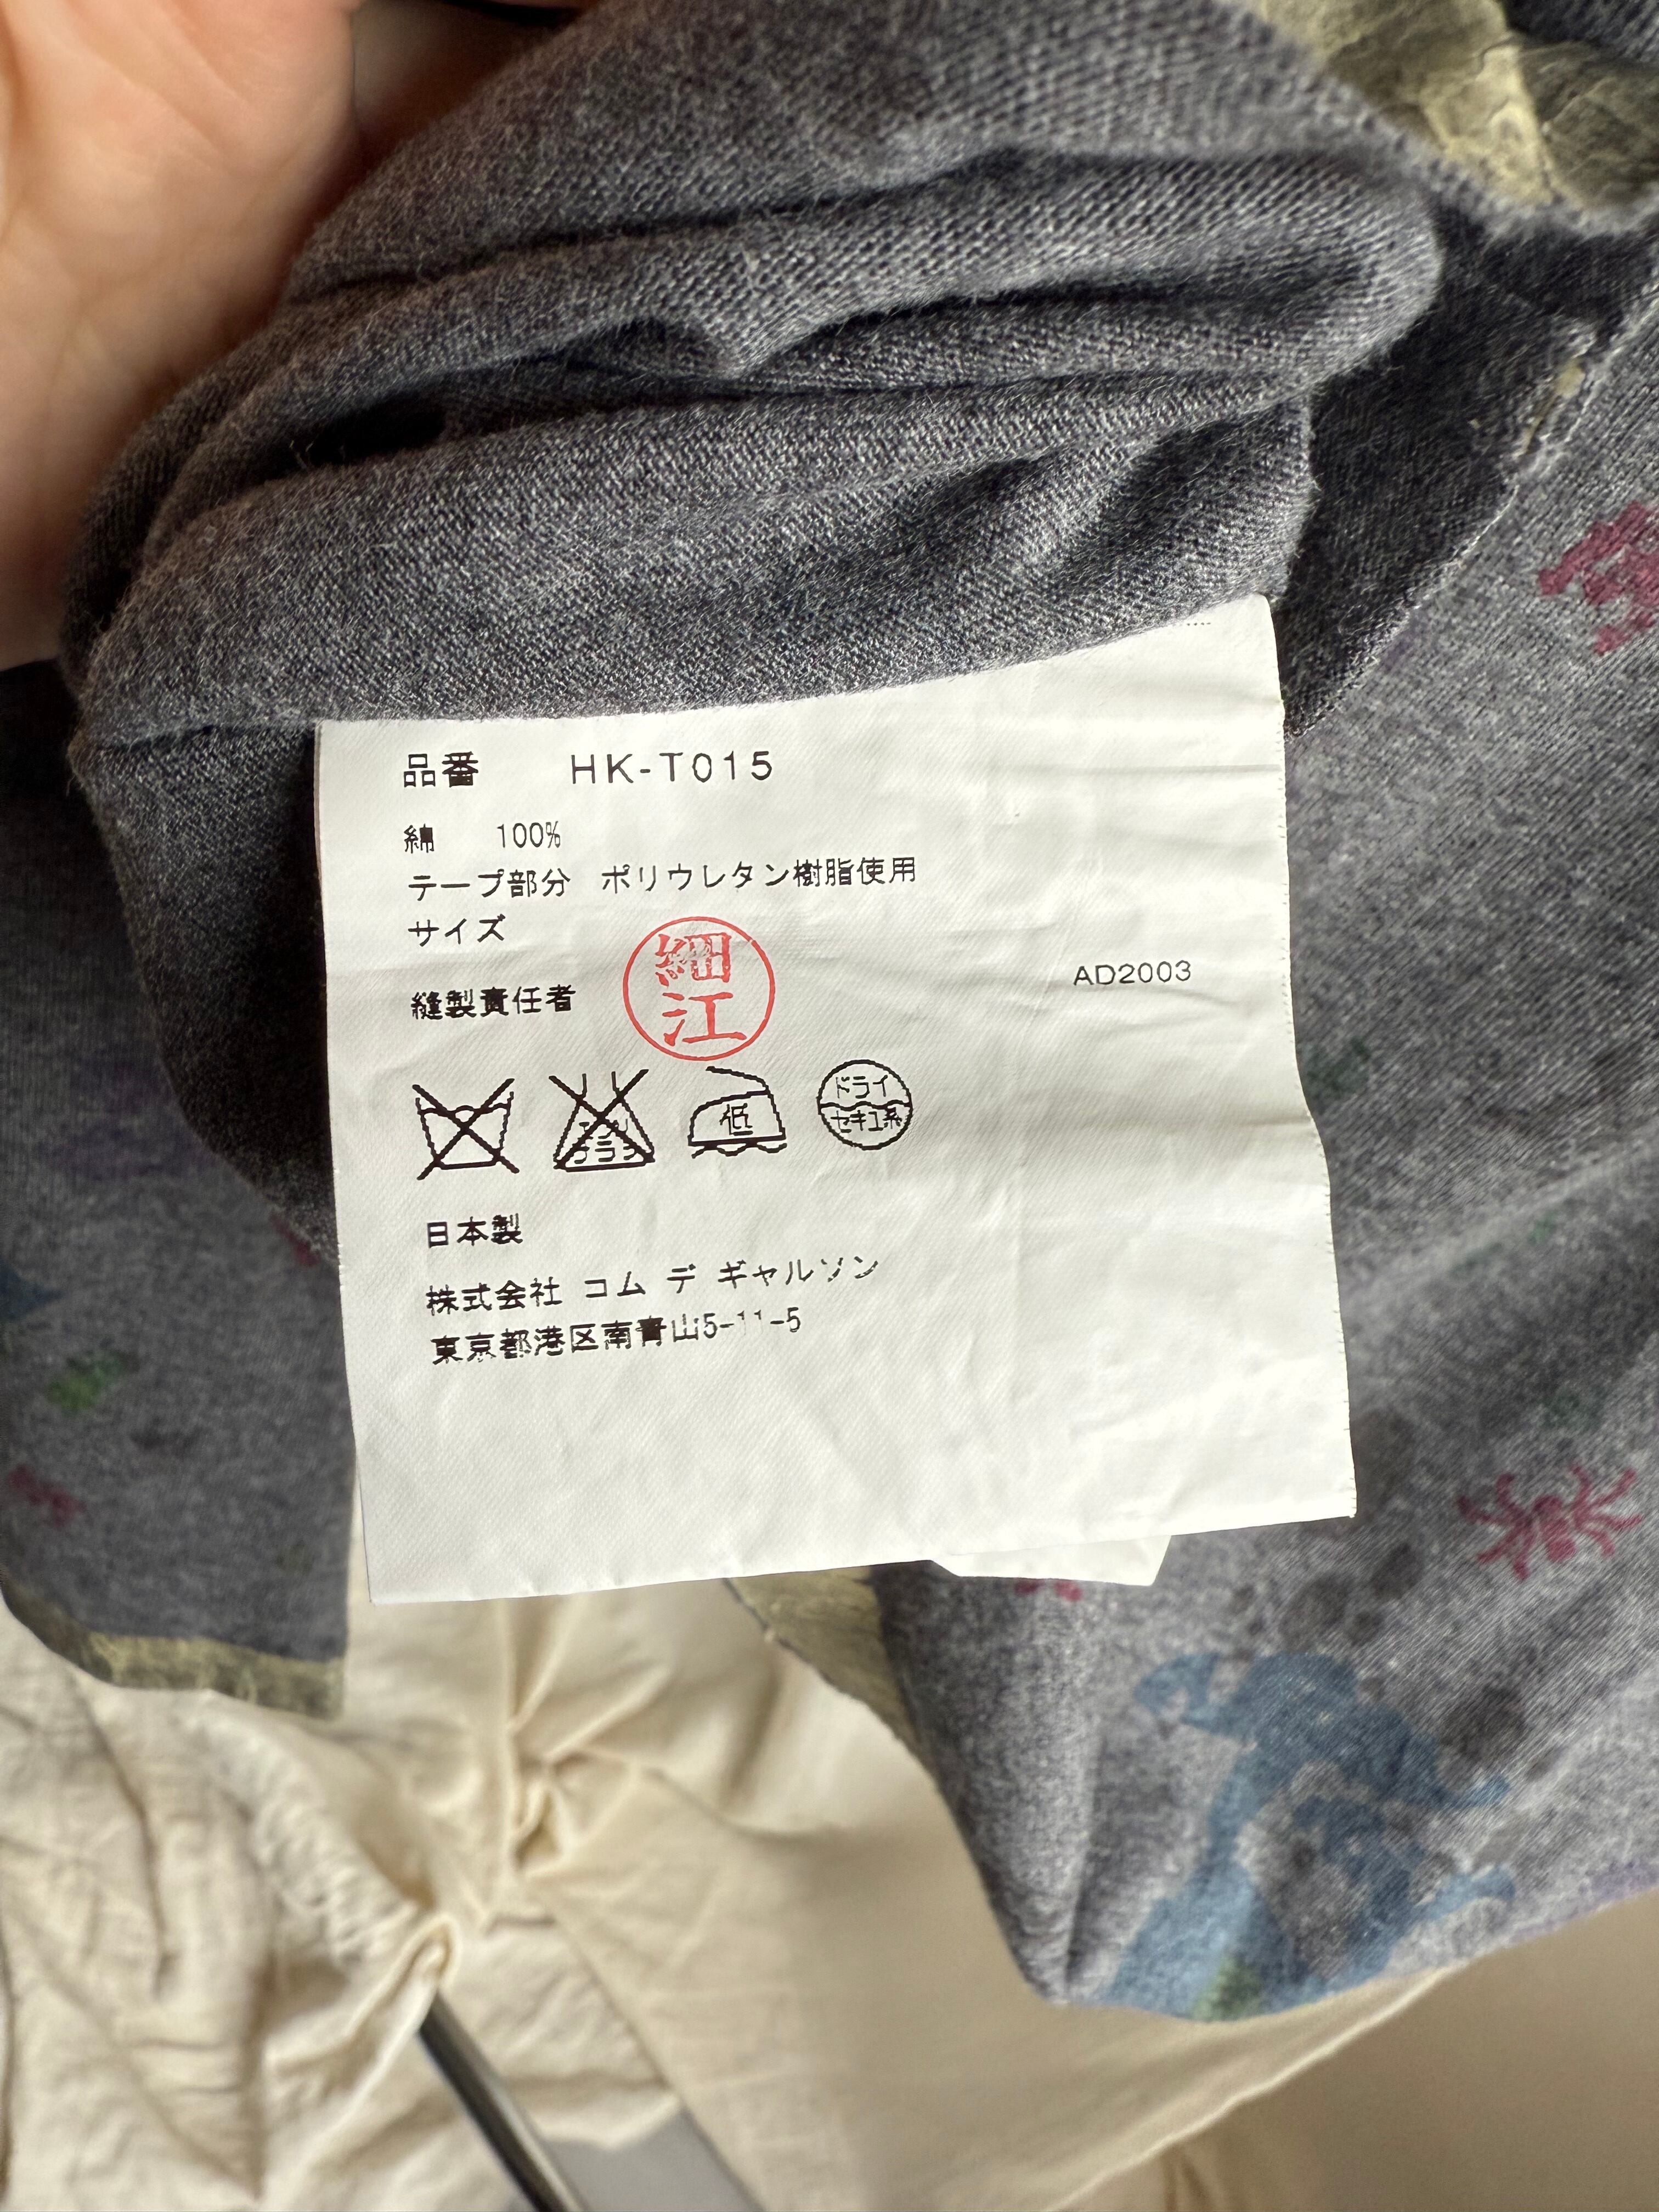 品番 HK-T015
綿 100%
テープ部分 ポリウレタン樹脂使用
サイズ
縫製責任者 細江
AD2003
低 ドライ セキユ系
日本製
株式会社 コム デ ギャルソン
東京都港区南青山5-11-5